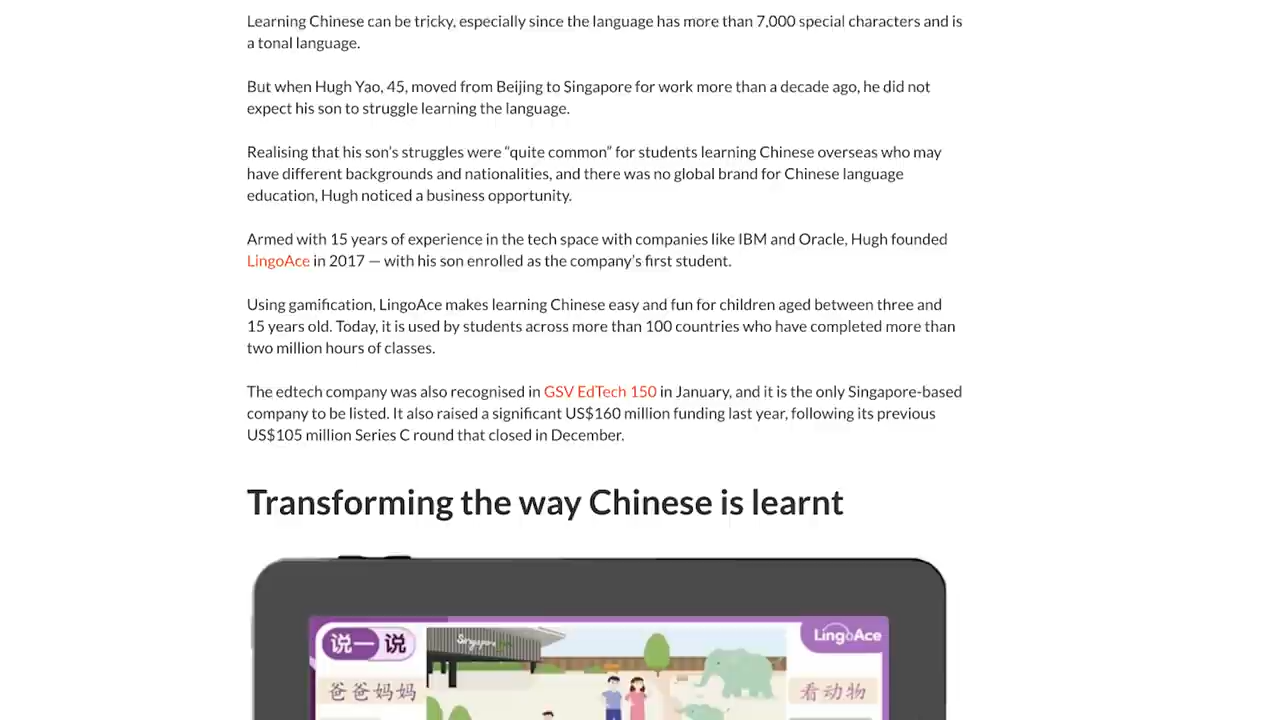 Learning Chinese can be tricky, especially since the language has more than 7,000 special characters and is
a tonal language.
But when Hugh Yao, 45, moved from Beijing to Singapore for work more than a decade ago, he did not
expect his son to struggle learning the language.
Realising that his son’s struggles were “quite common” for students learning Chinese overseas who may
have different backgrounds and nationalities, and there was no global brand for Chinese language
education, Hugh noticed a business opportunity.
Armed with 15 years of experience in the tech space with companies like IBM and Oracle, Hugh founded
LingoAce in 2017 — with his son enrolled as the company’s first student.
Using gamification, LingoAce makes learning Chinese easy and fun for children aged between three and
15 years old. Today, it is used by students across more than 100 countries who have completed more than
two million hours of classes.
The edtech company was also recognised in GSV EdTech 150 in January, and it is the only Singapore-based
company to be listed. It also raised a significant US$160 million funding last year, following its previous
US$105 million Series C round that closed in December.
Transforming the way Chinese is learnt
说一说
Singapore
LingoAce
爸爸妈妈
看动物